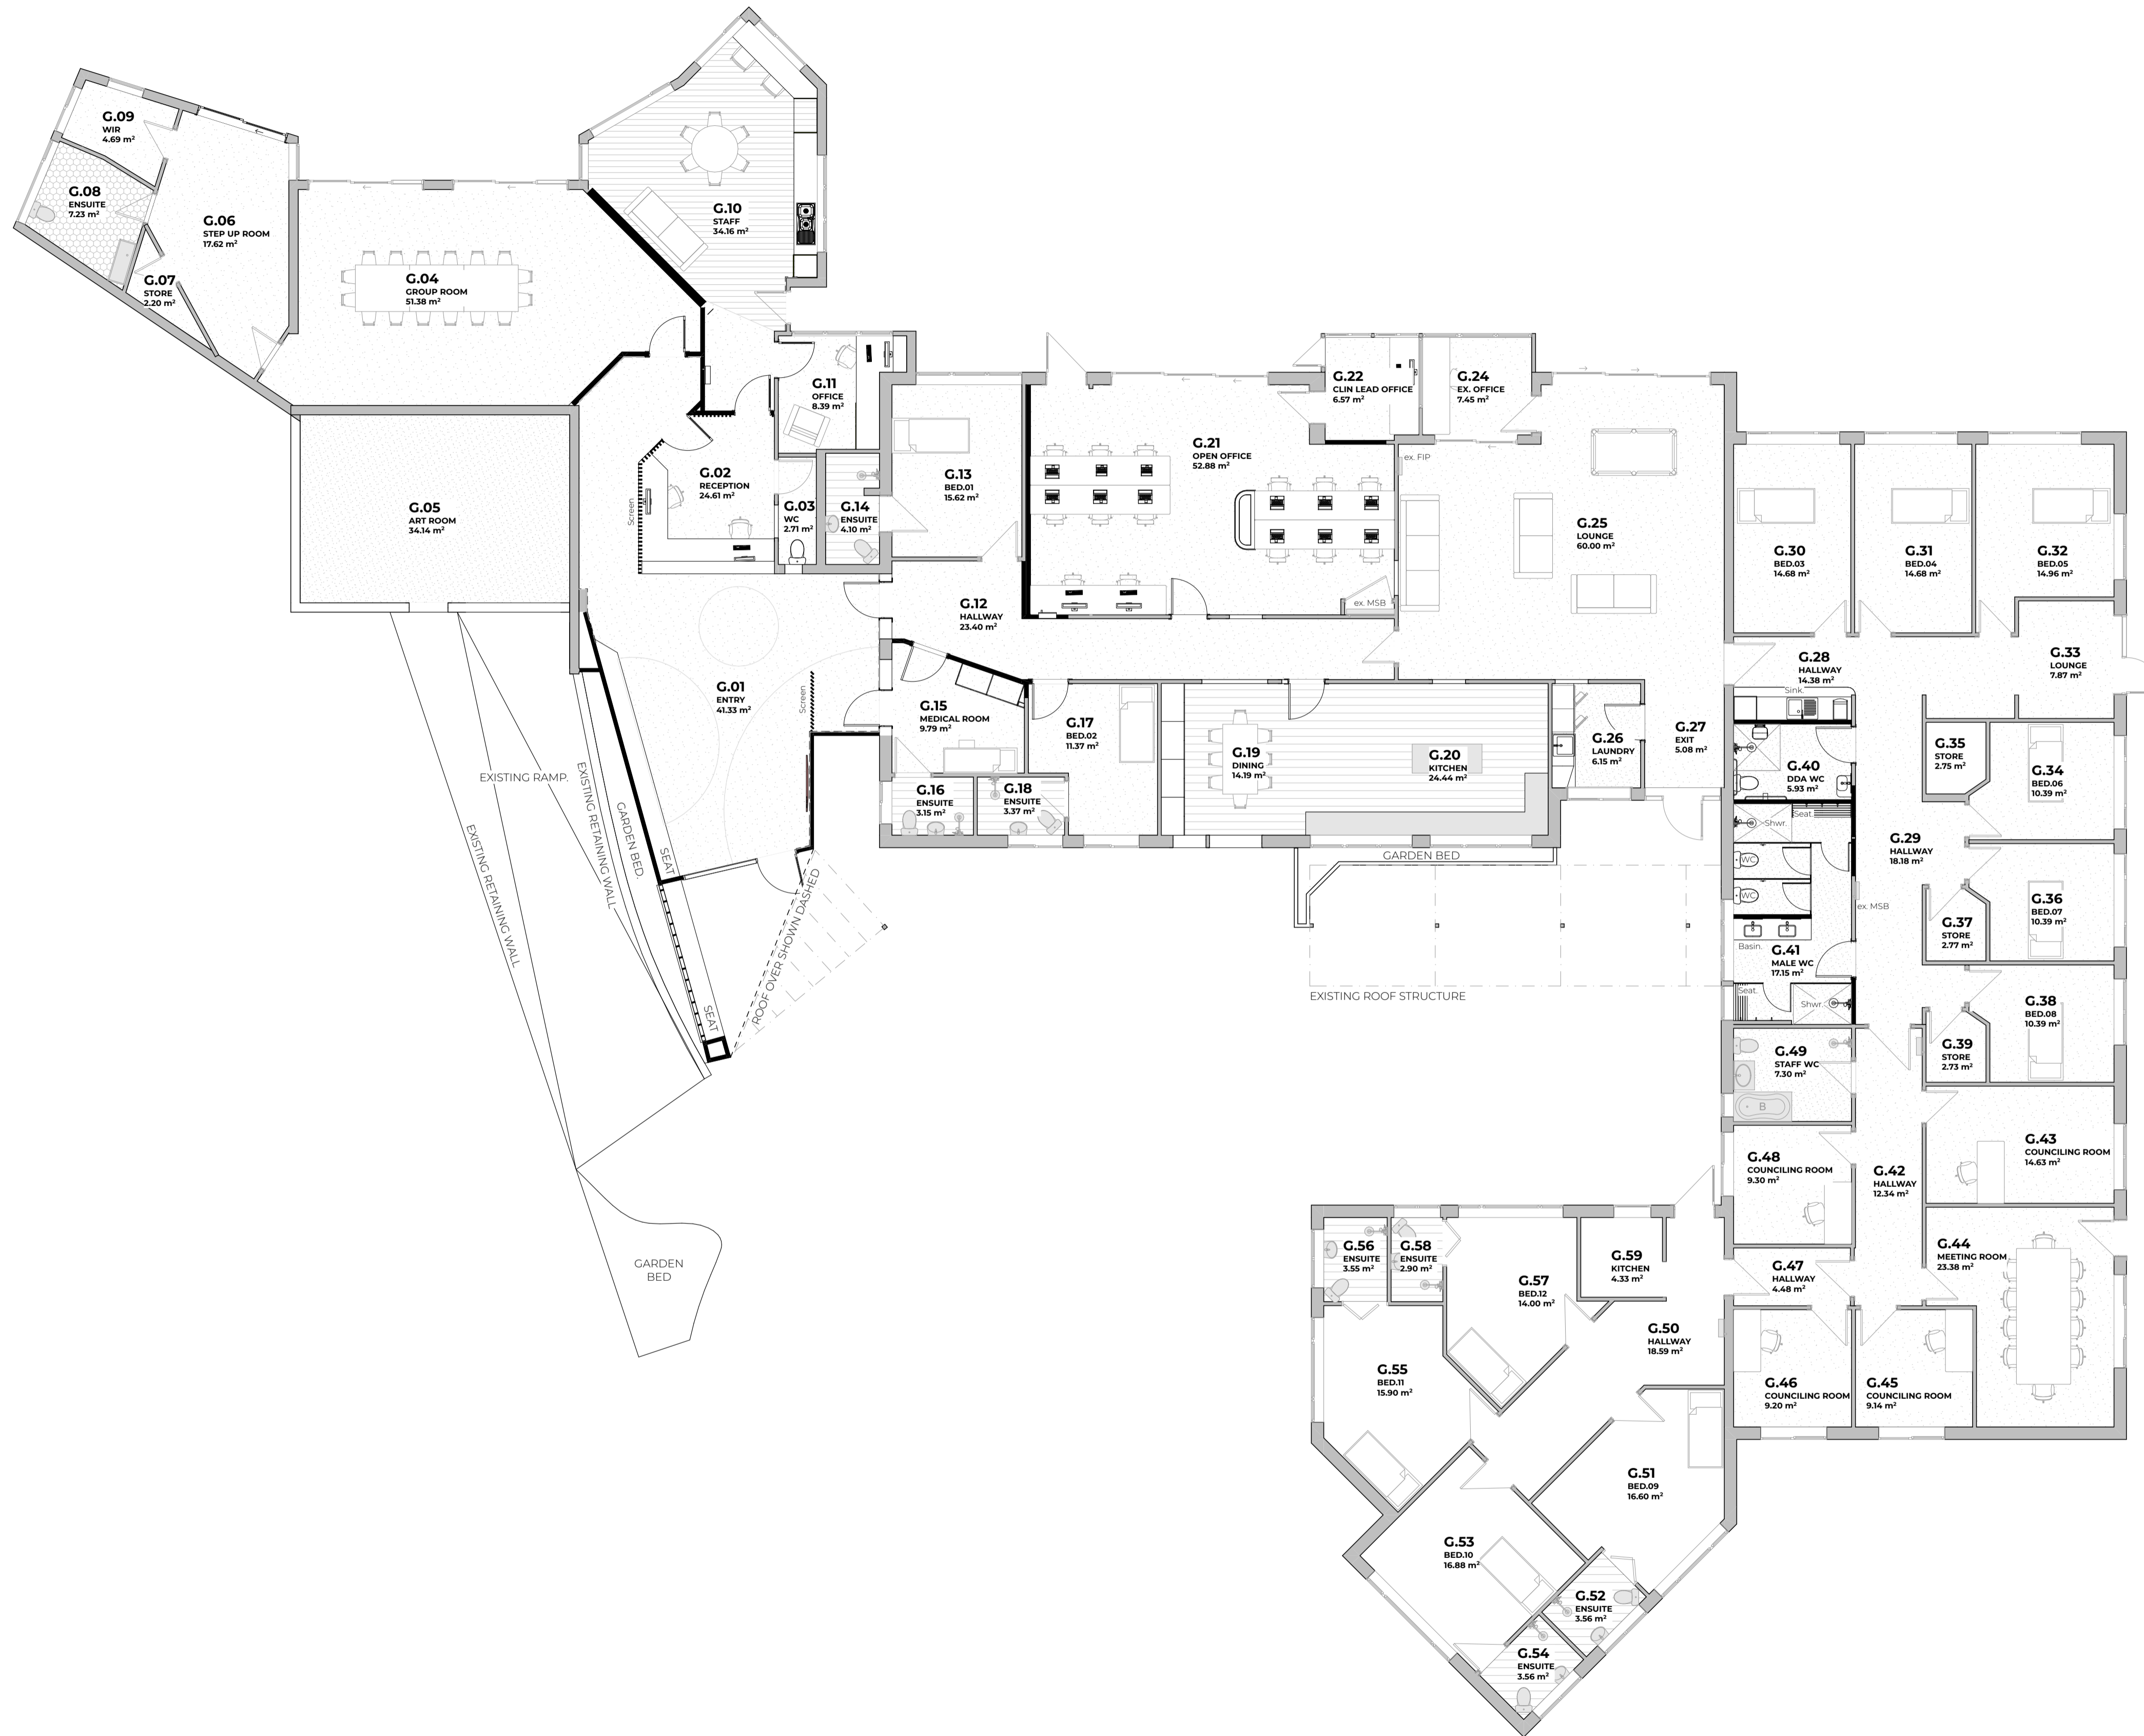 G.09
WIR
4.69 m²
G.08
ENSUITE
7.23 m²
G.06
STEP UP ROOM
17.62 m²
G.07
STORE
2.20 m²
G.04
GROUP ROOM
51.38 m²
G.10
STAFF
34.16 m²
G.05
ART ROOM
34.14 m²
G.11
OFFICE
8.39 m²
G.02
RECEPTION
24.61 m²
Screen
G.03
WC
2.71 m²
G.14
ENSUITE
4.10 m²
G.13
BED.01
15.62 m²
G.12
HALLWAY
23.40 m²
G.01
ENTRY
41.33 m²
Screen
G.21
OPEN OFFICE
52.88 m²
G.22
CLIN LEAD OFFICE
6.57 m²
G.24
EX. OFFICE
7.45 m²
ex. FIP
ex. MSB
G.25
LOUNGE
60.00 m²
G.15
MEDICAL ROOM
9.79 m²
G.16
ENSUITE
3.15 m²
G.18
ENSUITE
3.37 m²
G.17
BED.02
11.37 m²
G.19
DINING
14.19 m²
G.20
KITCHEN
24.44 m²
G.26
LAUNDRY
6.15 m²
G.27
EXIT
5.08 m²
GARDEN BED
EXISTING ROOF STRUCTURE
EXISTING RAMP.
EXISTING RETAINING WALL
EXISTING RETAINING WALL
GARDEN BED.
SEAT
SEAT
ROOF OVER SHOWN DASHED
GARDEN
BED
G.30
BED.03
14.68 m²
G.31
BED.04
14.68 m²
G.32
BED.05
14.96 m²
G.28
HALLWAY
14.38 m²
Sink.
G.33
LOUNGE
7.87 m²
G.40
DDA WC
5.93 m²
G.35
STORE
2.75 m²
G.34
BED.06
10.39 m²
Seat.
Shwr.
WC
WC
G.29
HALLWAY
18.18 m²
ex. MSB
G.36
BED.07
10.39 m²
G.37
STORE
2.77 m²
Basin.
G.41
MALE WC
17.15 m²
Seat.
Shwr.
G.38
BED.08
10.39 m²
G.39
STORE
2.73 m²
G.49
STAFF WC
7.30 m²
B
G.43
COUNCILING ROOM
14.63 m²
G.48
COUNCILING ROOM
9.30 m²
G.42
HALLWAY
12.34 m²
G.44
MEETING ROOM
23.38 m²
G.47
HALLWAY
4.48 m²
G.46
COUNCILING ROOM
9.20 m²
G.45
COUNCILING ROOM
9.14 m²
G.56
ENSUITE
3.55 m²
G.58
ENSUITE
2.90 m²
G.57
BED.12
14.00 m²
G.59
KITCHEN
4.33 m²
G.50
HALLWAY
18.59 m²
G.55
BED.11
15.90 m²
G.51
BED.09
16.60 m²
G.53
BED.10
16.88 m²
G.52
ENSUITE
3.56 m²
G.54
ENSUITE
3.56 m²